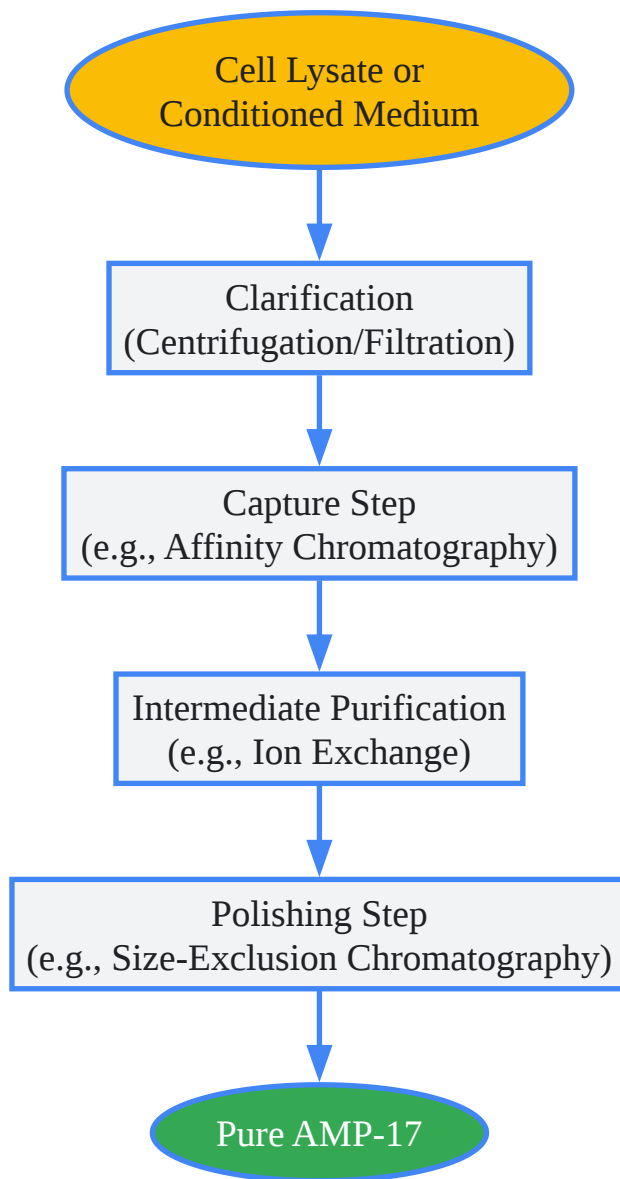 Cell Lysate or
Conditioned Medium
Clarification
(Centrifugation/Filtration)
Capture Step
(e.g., Affinity Chromatography)
Intermediate Purification
(e.g., Ion Exchange)
Polishing Step
(e.g., Size-Exclusion Chromatography)
Pure AMP-17